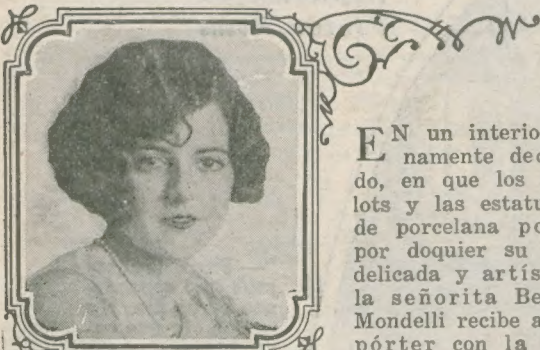 EN un interio
namente dec
do, en que los
lots y las estatu
de porcelana po
por doquier su
delicada y artís
la señorita Be
Mondelli recibe a
pórter con la